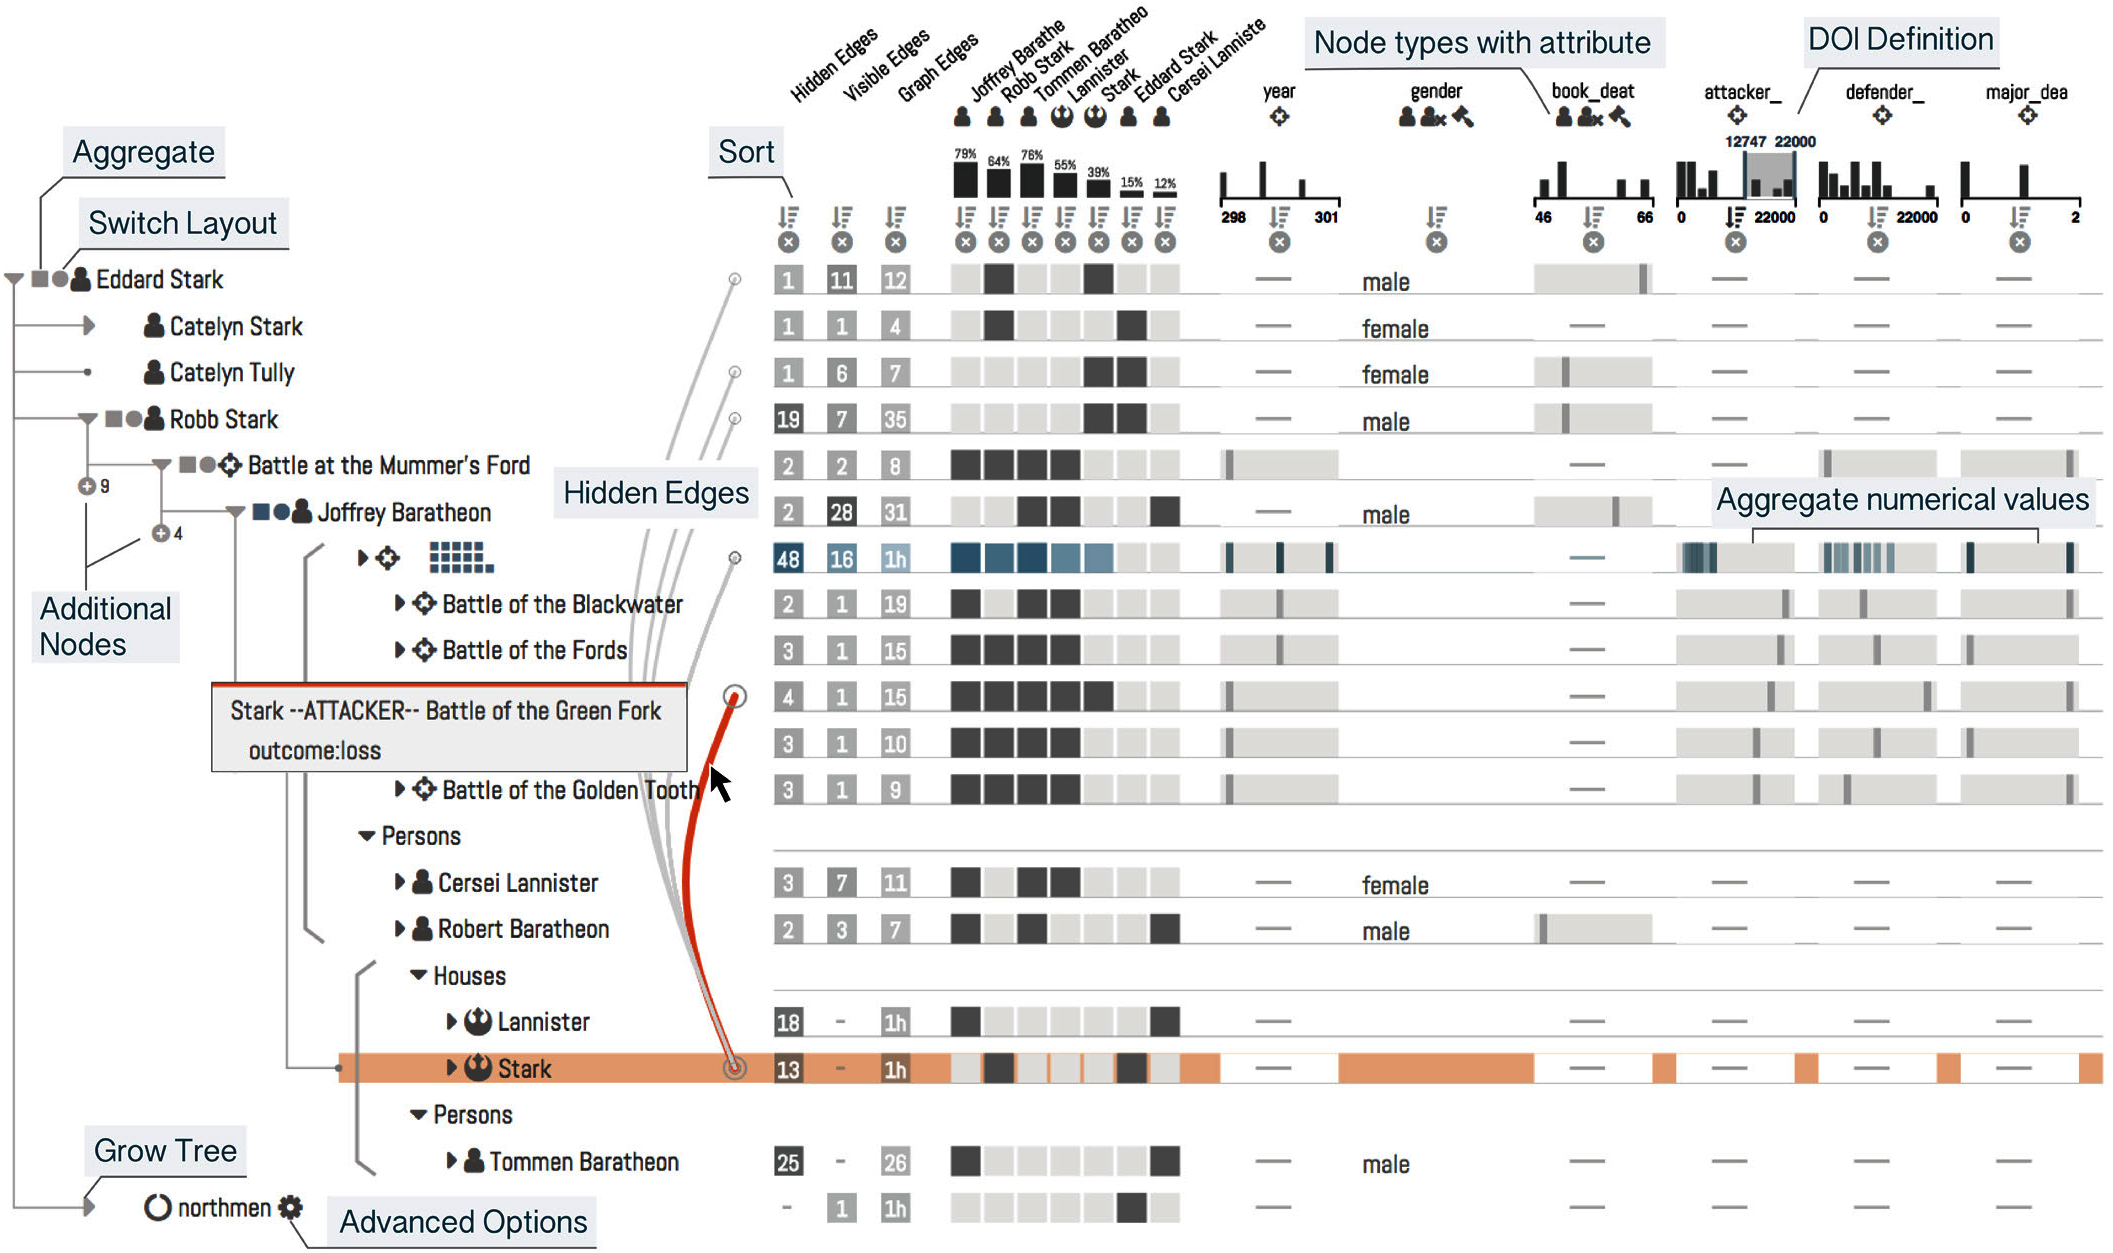 Hidden Edges
Visible Edges
Graph Edges
Joffrey Barathe
Robb Stark
Tommen Baratheo
Lannister
Stark
Eddard Stark
Cersei Lanniste
Node types with attribute
DOI Definition
year
gender
book_deat
attacker_
defender_
major_dea
Aggregate
Sort
12747 22000
79% 64% 76% 55% 39% 15% 12%
Switch Layout
298 301
46 66
0 22000
0 22000
0 2
Eddard Stark 1 11 12 male
Catelyn Stark 1 1 4 female
Catelyn Tully 1 6 7 female
Robb Stark 19 7 35 male
Battle at the Mummer's Ford 2 2 8
9
Hidden Edges
Aggregate numerical values
Joffrey Baratheon 2 28 31 male
4
48 16 1h
Additional
Nodes
Battle of the Blackwater 2 1 19
Battle of the Fords 3 1 15
4 1 15
Stark --ATTACKER-- Battle of the Green Fork
outcome:loss
3 1 10
Battle of the Golden Tooth 3 1 9
Persons
Cersei Lannister 3 7 11 female
Robert Baratheon 2 3 7 male
Houses
Lannister 18 - 1h
Stark 13 - 1h
Persons
Grow Tree
Tommen Baratheon 25 - 26 male
northmen - 1 1h
Advanced Options